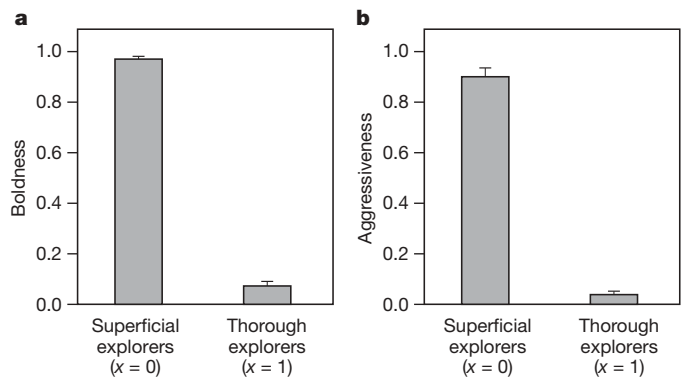 a
1.0
0.8
0.6
0.4
0.2
0.0
Boldness
Superficial
explorers
(x = 0)
Thorough
explorers
(x = 1)
b
1.0
0.8
0.6
0.4
0.2
0.0
Aggressiveness
Superficial
explorers
(x = 0)
Thorough
explorers
(x = 1)